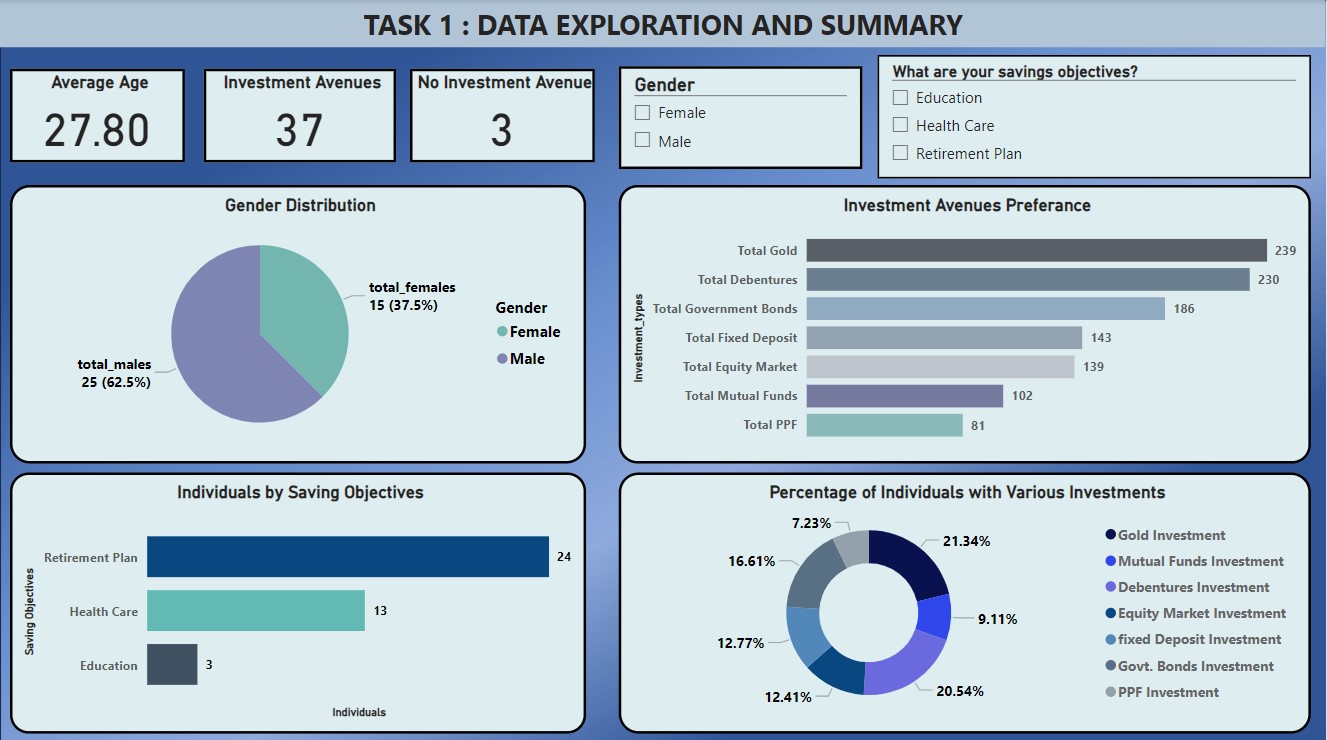 TASK 1 : DATA EXPLORATION AND SUMMARY
Average Age
27.80
Investment Avenues
37
No Investment Avenue
3
Gender
Female
Male
What are your savings objectives?
Education
Health Care
Retirement Plan
Gender Distribution
total_females
15 (37.5%)
total_males
25 (62.5%)
Gender
Female
Male
Investment Avenues Preferance
Investment_types
Total Gold 239
Total Debentures 230
Total Government Bonds 186
Total Fixed Deposit 143
Total Equity Market 139
Total Mutual Funds 102
Total PPF 81
Individuals by Saving Objectives
Saving Objectives
Retirement Plan 24
Health Care 13
Education 3
Individuals
Percentage of Individuals with Various Investments
21.34%
9.11%
20.54%
12.41%
12.77%
16.61%
7.23%
Gold Investment
Mutual Funds Investment
Debentures Investment
Equity Market Investment
fixed Deposit Investment
Govt. Bonds Investment
PPF Investment